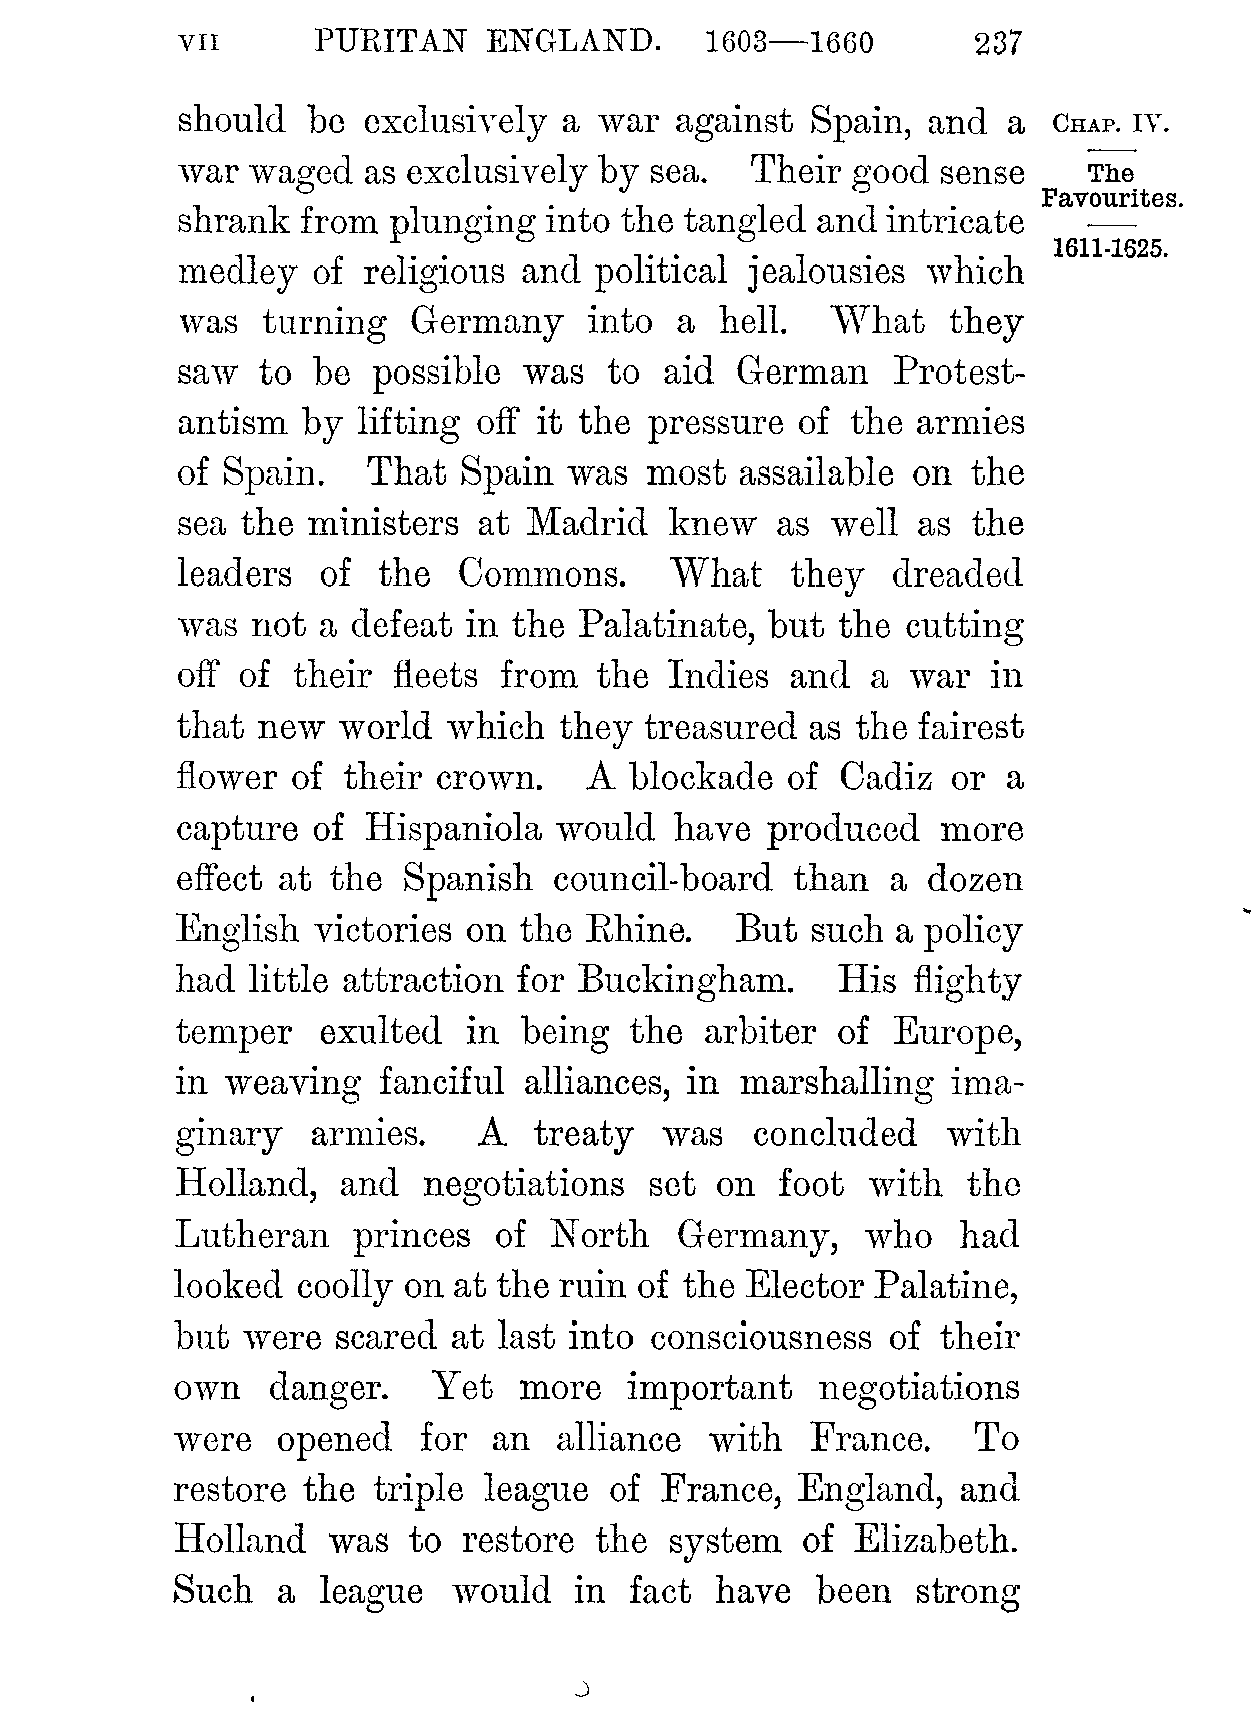 VII PURITAN ENGLAND. 1603—1660 237
should be exclusively a war against Spain, and a
war waged as exclusively by sea. Their good sense
shrank from plunging into the tangled and intricate
medley of religious and political jealousies which
was turning Germany into a hell. What they
saw to be possible was to aid German Protest-
antism by lifting off it the pressure of the armies
of Spain. That Spain was most assailable on the
sea the ministers at Madrid knew as well as the
leaders of the Commons. What they dreaded
was not a defeat in the Palatinate, but the cutting
off of their fleets from the Indies and a war in
that new world which they treasured as the fairest
flower of their crown. A blockade of Cadiz or a
capture of Hispaniola would have produced more
effect at the Spanish council-board than a dozen
English victories on the Rhine. But such a policy
had little attraction for Buckingham. His flighty
temper exulted in being the arbiter of Europe,
in weaving fanciful alliances, in marshalling ima-
ginary armies. A treaty was concluded with
Holland, and negotiations set on foot with the
Lutheran princes of North Germany, who had
looked coolly on at the ruin of the Elector Palatine,
but were scared at last into consciousness of their
own danger. Yet more important negotiations
were opened for an alliance with France. To
restore the triple league of France, England, and
Holland was to restore the system of Elizabeth.
Such a league would in fact have been strong
CHAP. IV.
The
Favourites.
1611-1625.